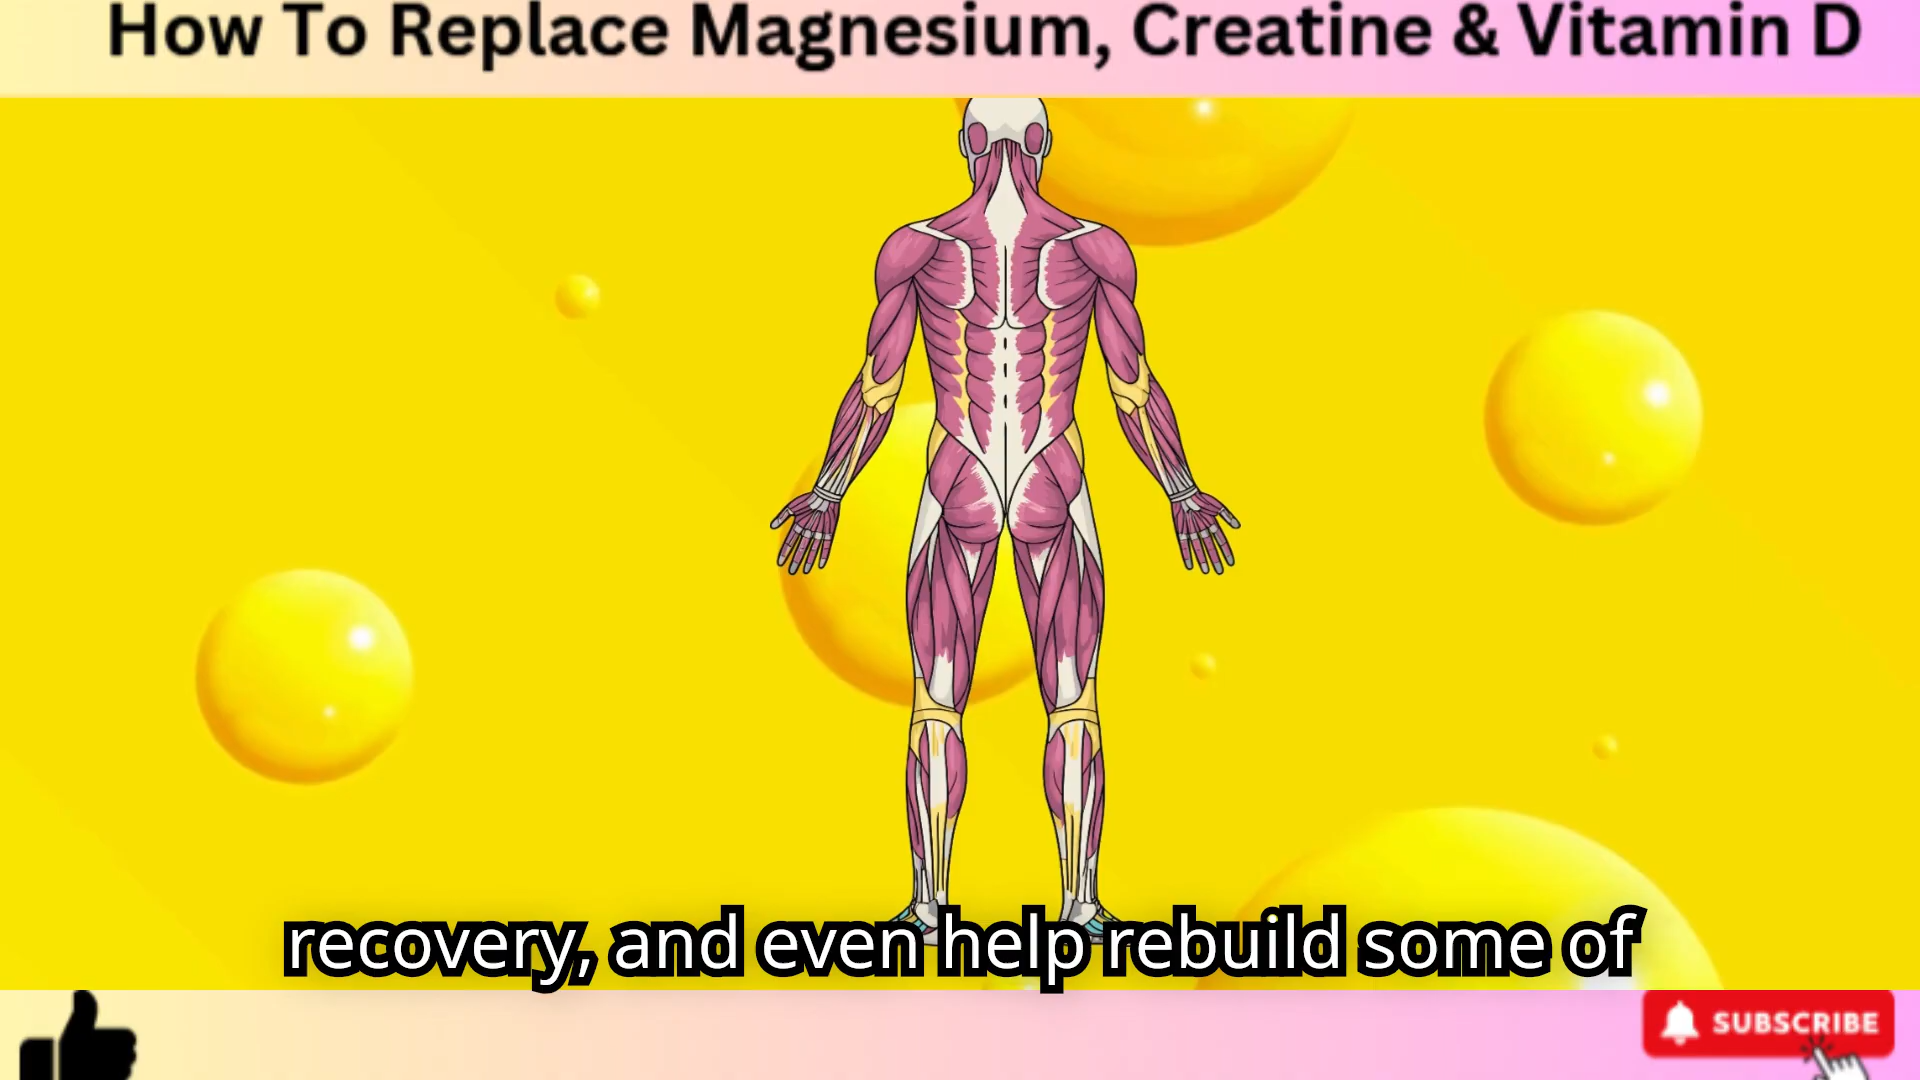 How To Replace Magnesium, Creatine & Vitamin D
recovery, and even help rebuild some of
SUBSCRIBE